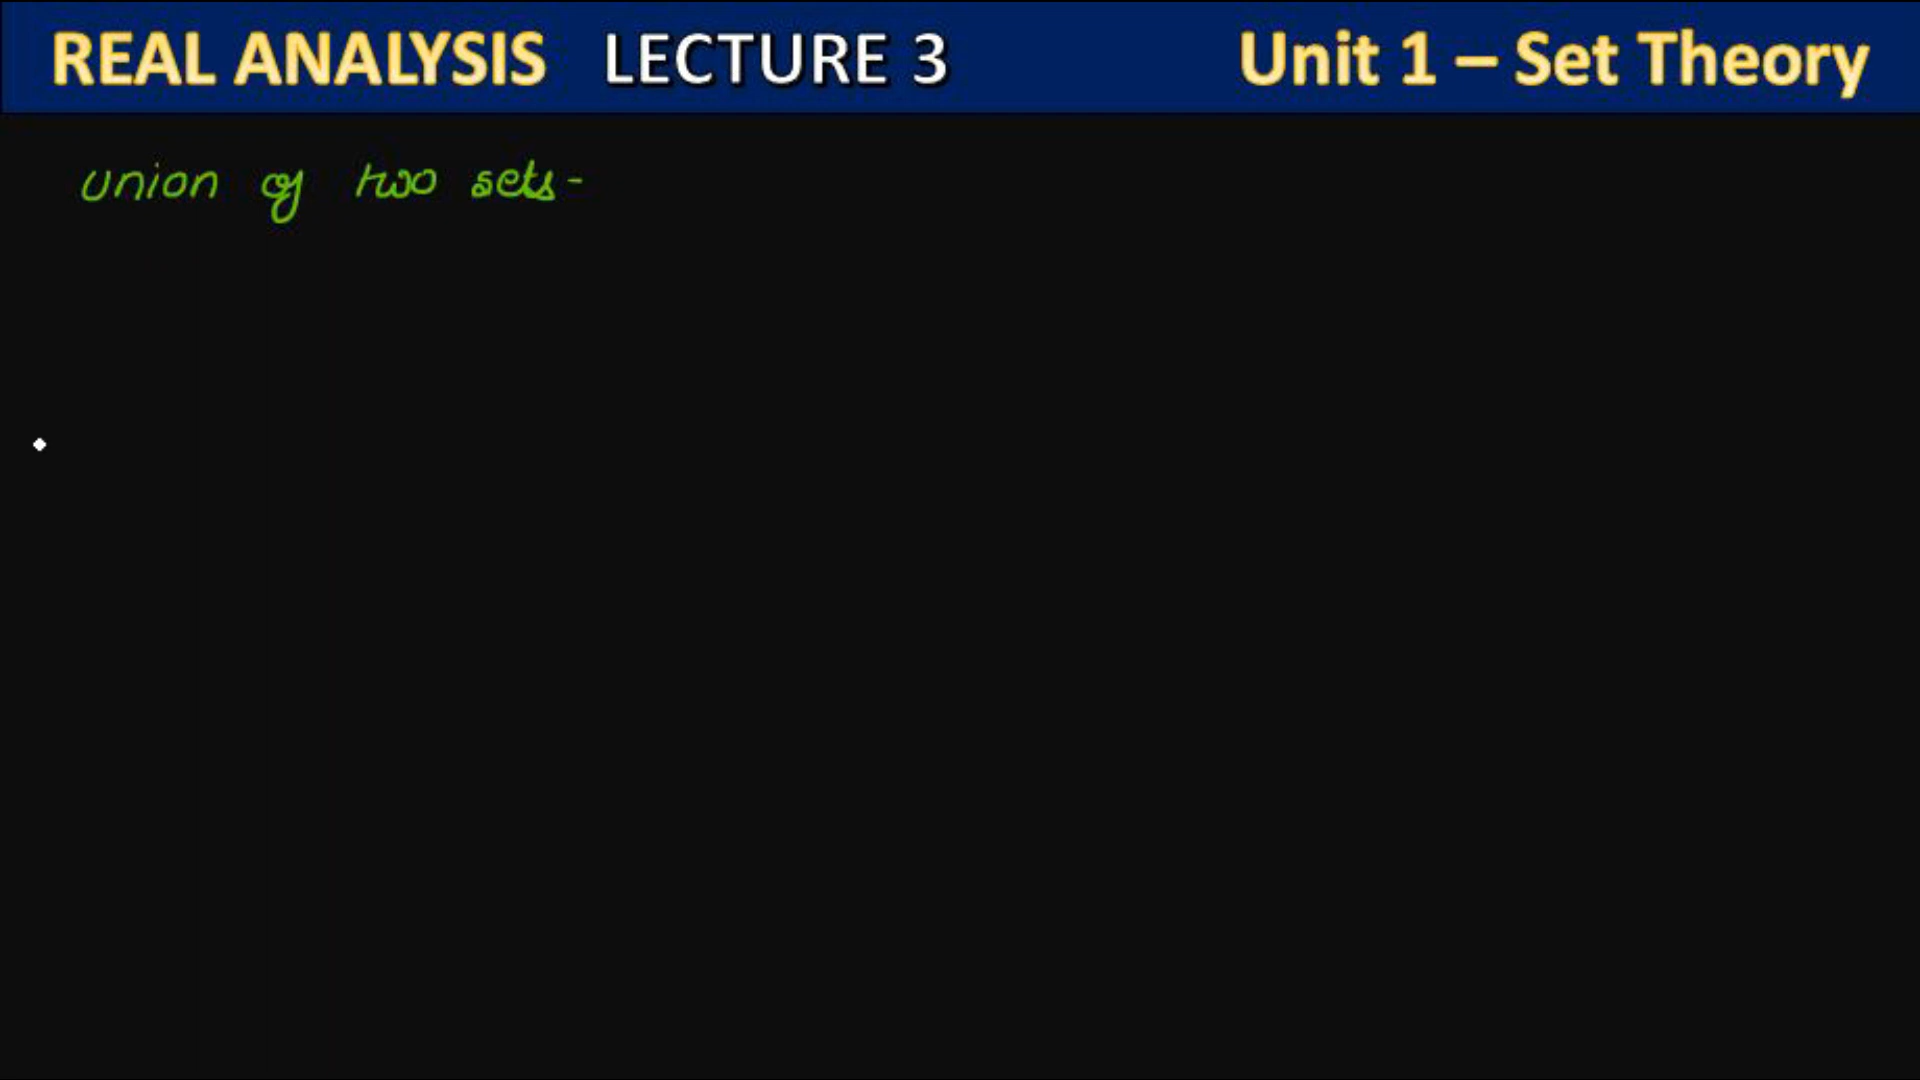 REAL ANALYSIS LECTURE 3 Unit 1 – Set Theory
union of two sets -